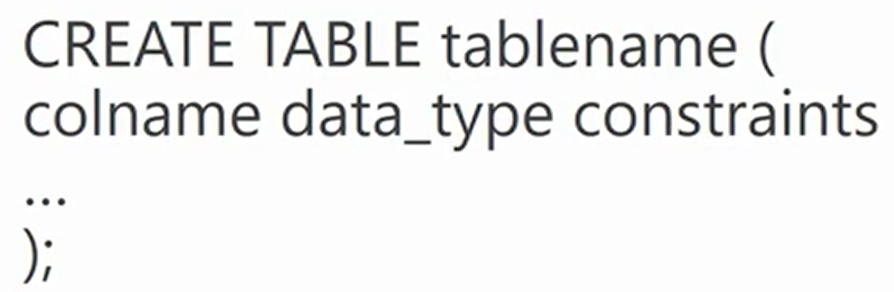 CREATE TABLE tablename (
colname data_type constraints
...
);